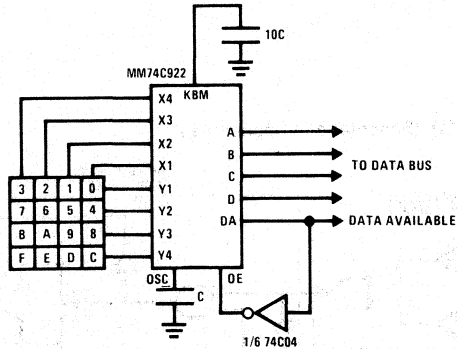 10C
MM74C922
KBM
X4
X3
X2
X1
Y1
Y2
Y3
Y4
A
B
C
D
DA
TO DATA BUS
DATA AVAILABLE
3 2 1 0
7 6 5 4
B A 9 8
F E D C
OSC
OE
C
1/6 74C04